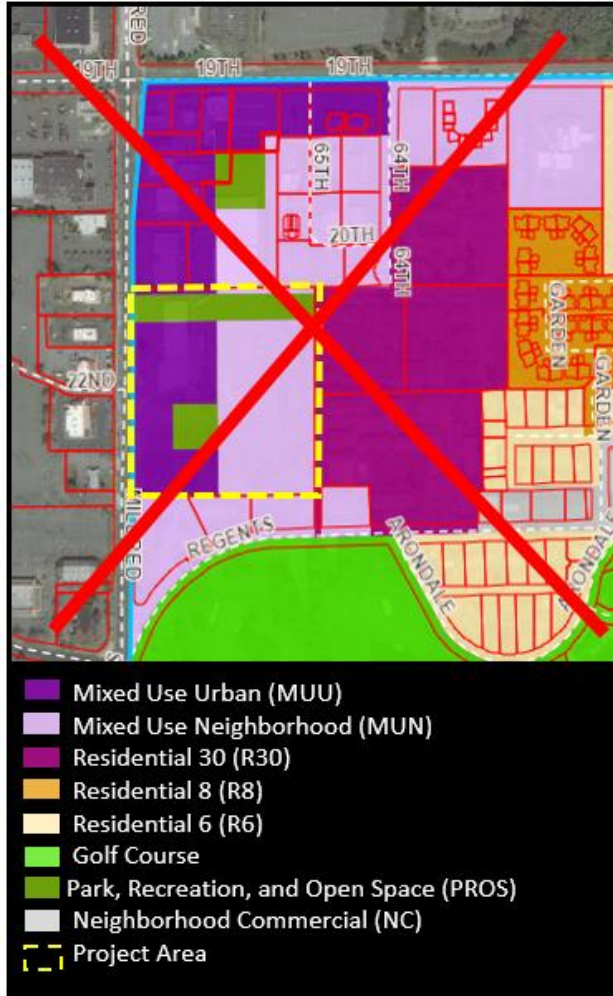 RED
19TH
19TH
19TH
65TH
64TH
20TH
64TH
GARDEN
22ND
GARDEN
MILDRED
REGENTS
ARONDALE
ARONDALE
S
Mixed Use Urban (MUU)
Mixed Use Neighborhood (MUN)
Residential 30 (R30)
Residential 8 (R8)
Residential 6 (R6)
Golf Course
Park, Recreation, and Open Space (PROS)
Neighborhood Commercial (NC)
Project Area